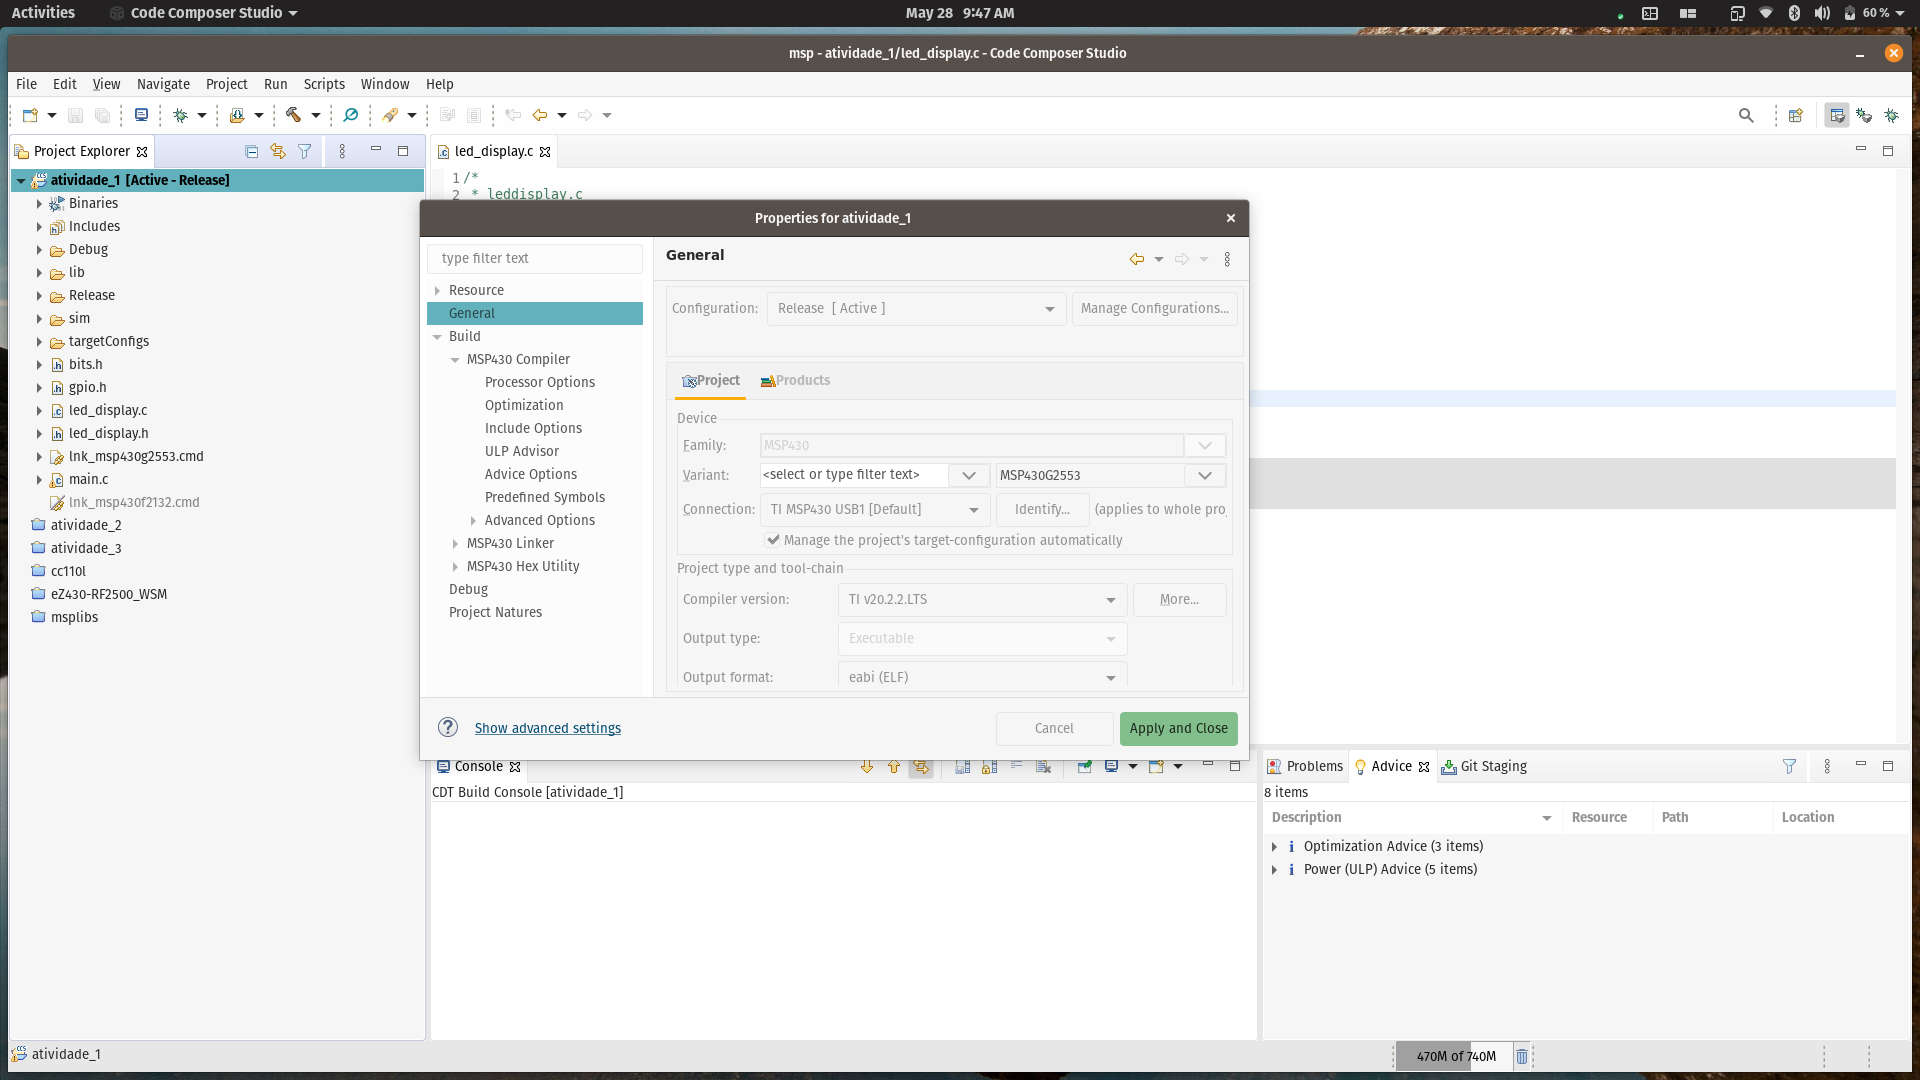 Activities
Code Composer Studio
May 28 9:47 AM
60 %
msp - atividade_1/led_display.c - Code Composer Studio
File Edit View Navigate Project Run Scripts Window Help
Project Explorer
atividade_1 [Active - Release]
Binaries
Includes
Debug
lib
Release
sim
targetConfigs
bits.h
gpio.h
led_display.c
led_display.h
lnk_msp430g2553.cmd
main.c
lnk_msp430f2132.cmd
atividade_2
atividade_3
cc110l
eZ430-RF2500_WSM
msplibs
led_display.c
1 /*
2 * leddisplay.c
Properties for atividade_1
type filter text
Resource
General
Build
MSP430 Compiler
Processor Options
Optimization
Include Options
ULP Advisor
Advice Options
Predefined Symbols
Advanced Options
MSP430 Linker
MSP430 Hex Utility
Debug
Project Natures
General
Configuration: Release [ Active ] Manage Configurations...
Project Products
Device
Family: MSP430
Variant: <select or type filter text> MSP430G2553
Connection: TI MSP430 USB1 [Default] Identify... (applies to whole proj
Manage the project's target-configuration automatically
Project type and tool-chain
Compiler version: TI v20.2.2.LTS More...
Output type: Executable
Output format: eabi (ELF)
Show advanced settings
Cancel Apply and Close
Console
CDT Build Console [atividade_1]
Problems Advice Git Staging
8 items
Description Resource Path Location
Optimization Advice (3 items)
Power (ULP) Advice (5 items)
atividade_1
470M of 740M